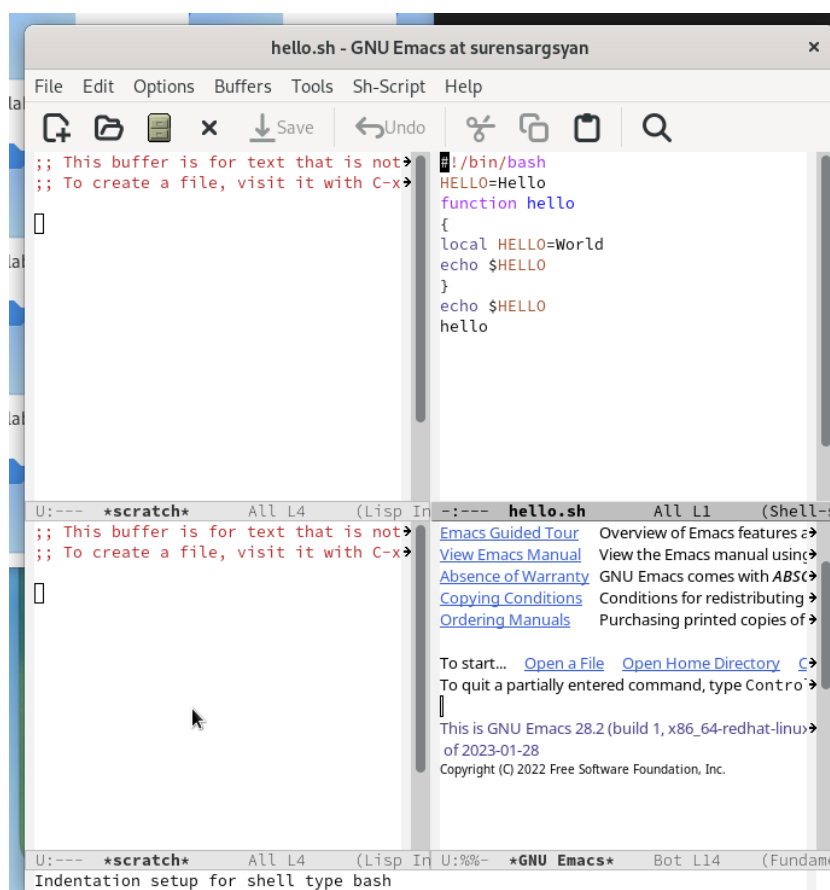 hello.sh - GNU Emacs at surensargsyan
File Edit Options Buffers Tools Sh-Script Help
Save Undo
;; This buffer is for text that is not
;; To create a file, visit it with C-x
U:--- *scratch* All L4 (Lisp In
#!/bin/bash
HELLO=Hello
function hello
{
local HELLO=World
echo $HELLO
}
echo $HELLO
hello
-:--- hello.sh All L1 (Shell-s
;; This buffer is for text that is not
;; To create a file, visit it with C-x
U:--- *scratch* All L4 (Lisp In
Emacs Guided Tour Overview of Emacs features a
View Emacs Manual View the Emacs manual using
Absence of Warranty GNU Emacs comes with ABSO
Copying Conditions Conditions for redistributing
Ordering Manuals Purchasing printed copies of
To start... Open a File Open Home Directory C
To quit a partially entered command, type Control
This is GNU Emacs 28.2 (build 1, x86_64-redhat-linux
of 2023-01-28
Copyright (C) 2022 Free Software Foundation, Inc.
U:%%- *GNU Emacs* Bot L14 (Fundame
Indentation setup for shell type bash